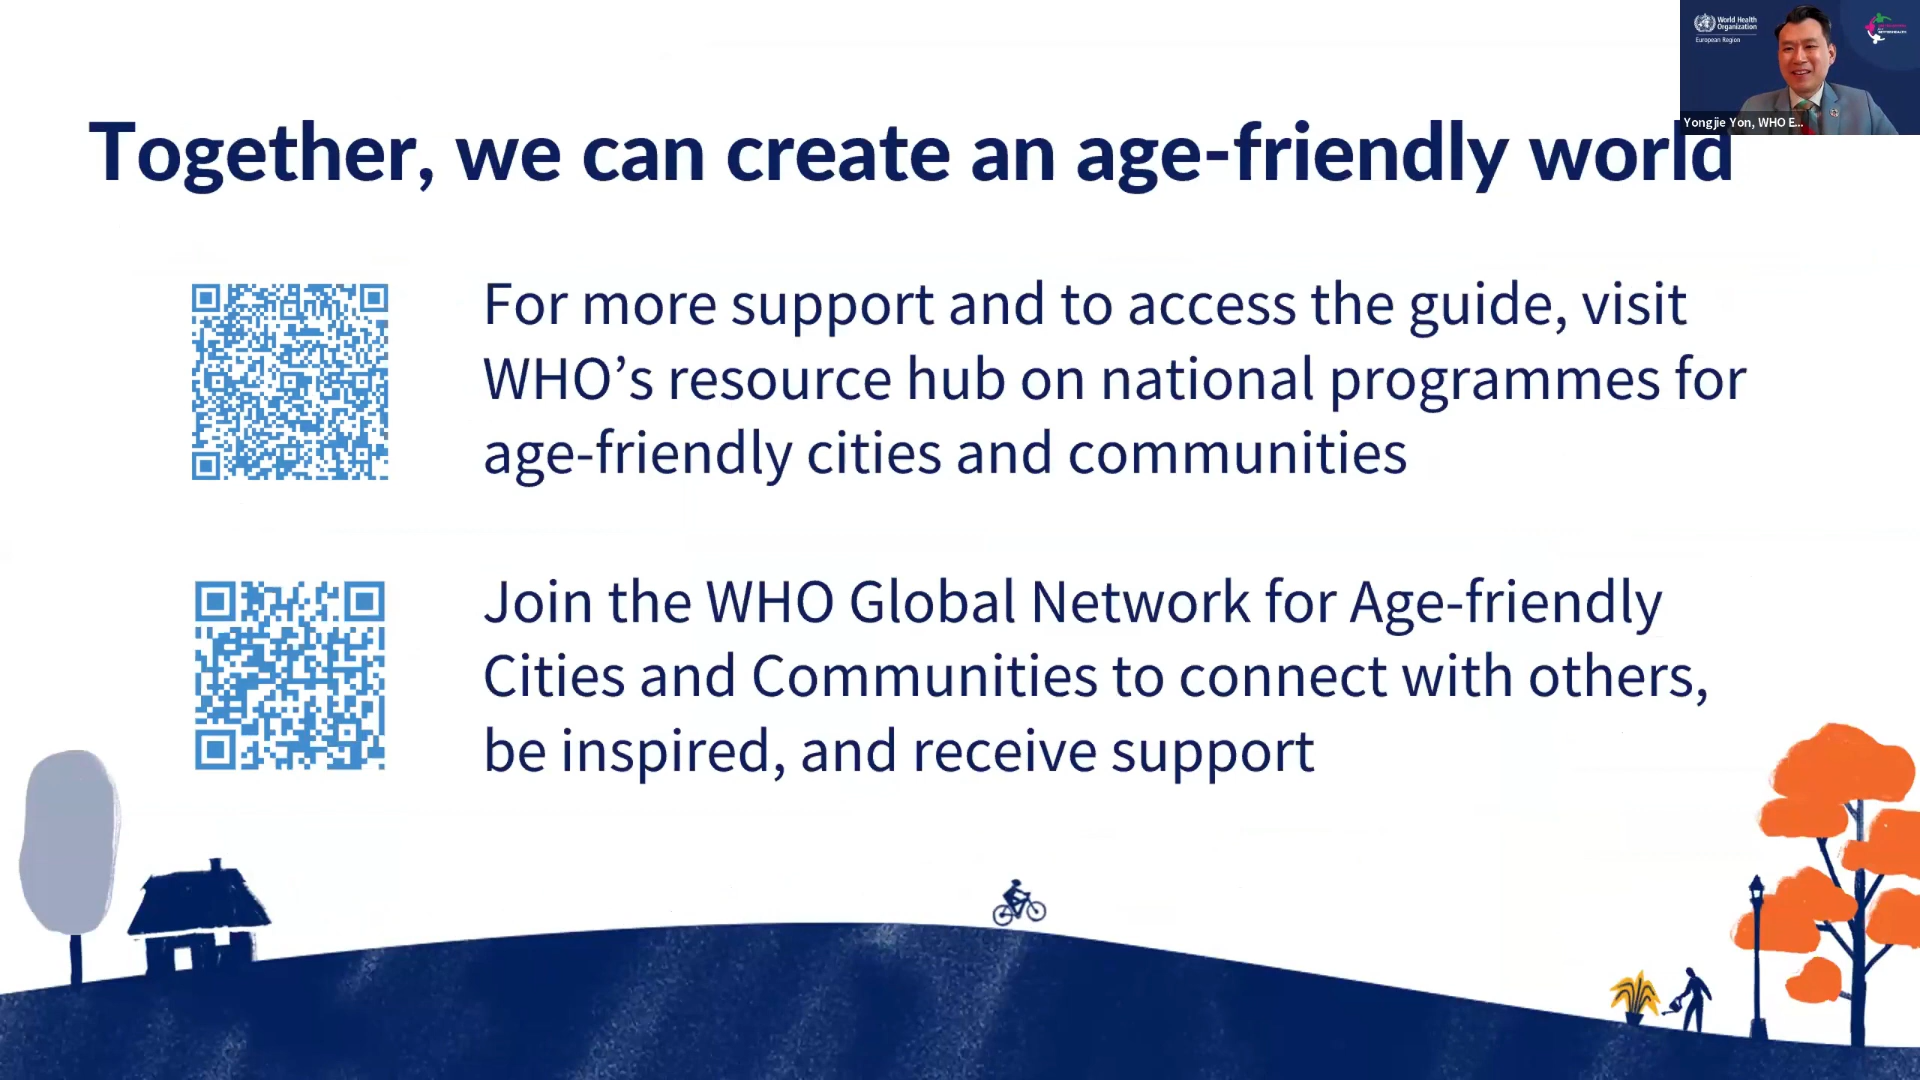 World Health
Organization
European Region
Yongjie Yon, WHO E...
Together, we can create an age-friendly world
For more support and to access the guide, visit
WHO’s resource hub on national programmes for
age-friendly cities and communities
Join the WHO Global Network for Age-friendly
Cities and Communities to connect with others,
be inspired, and receive support